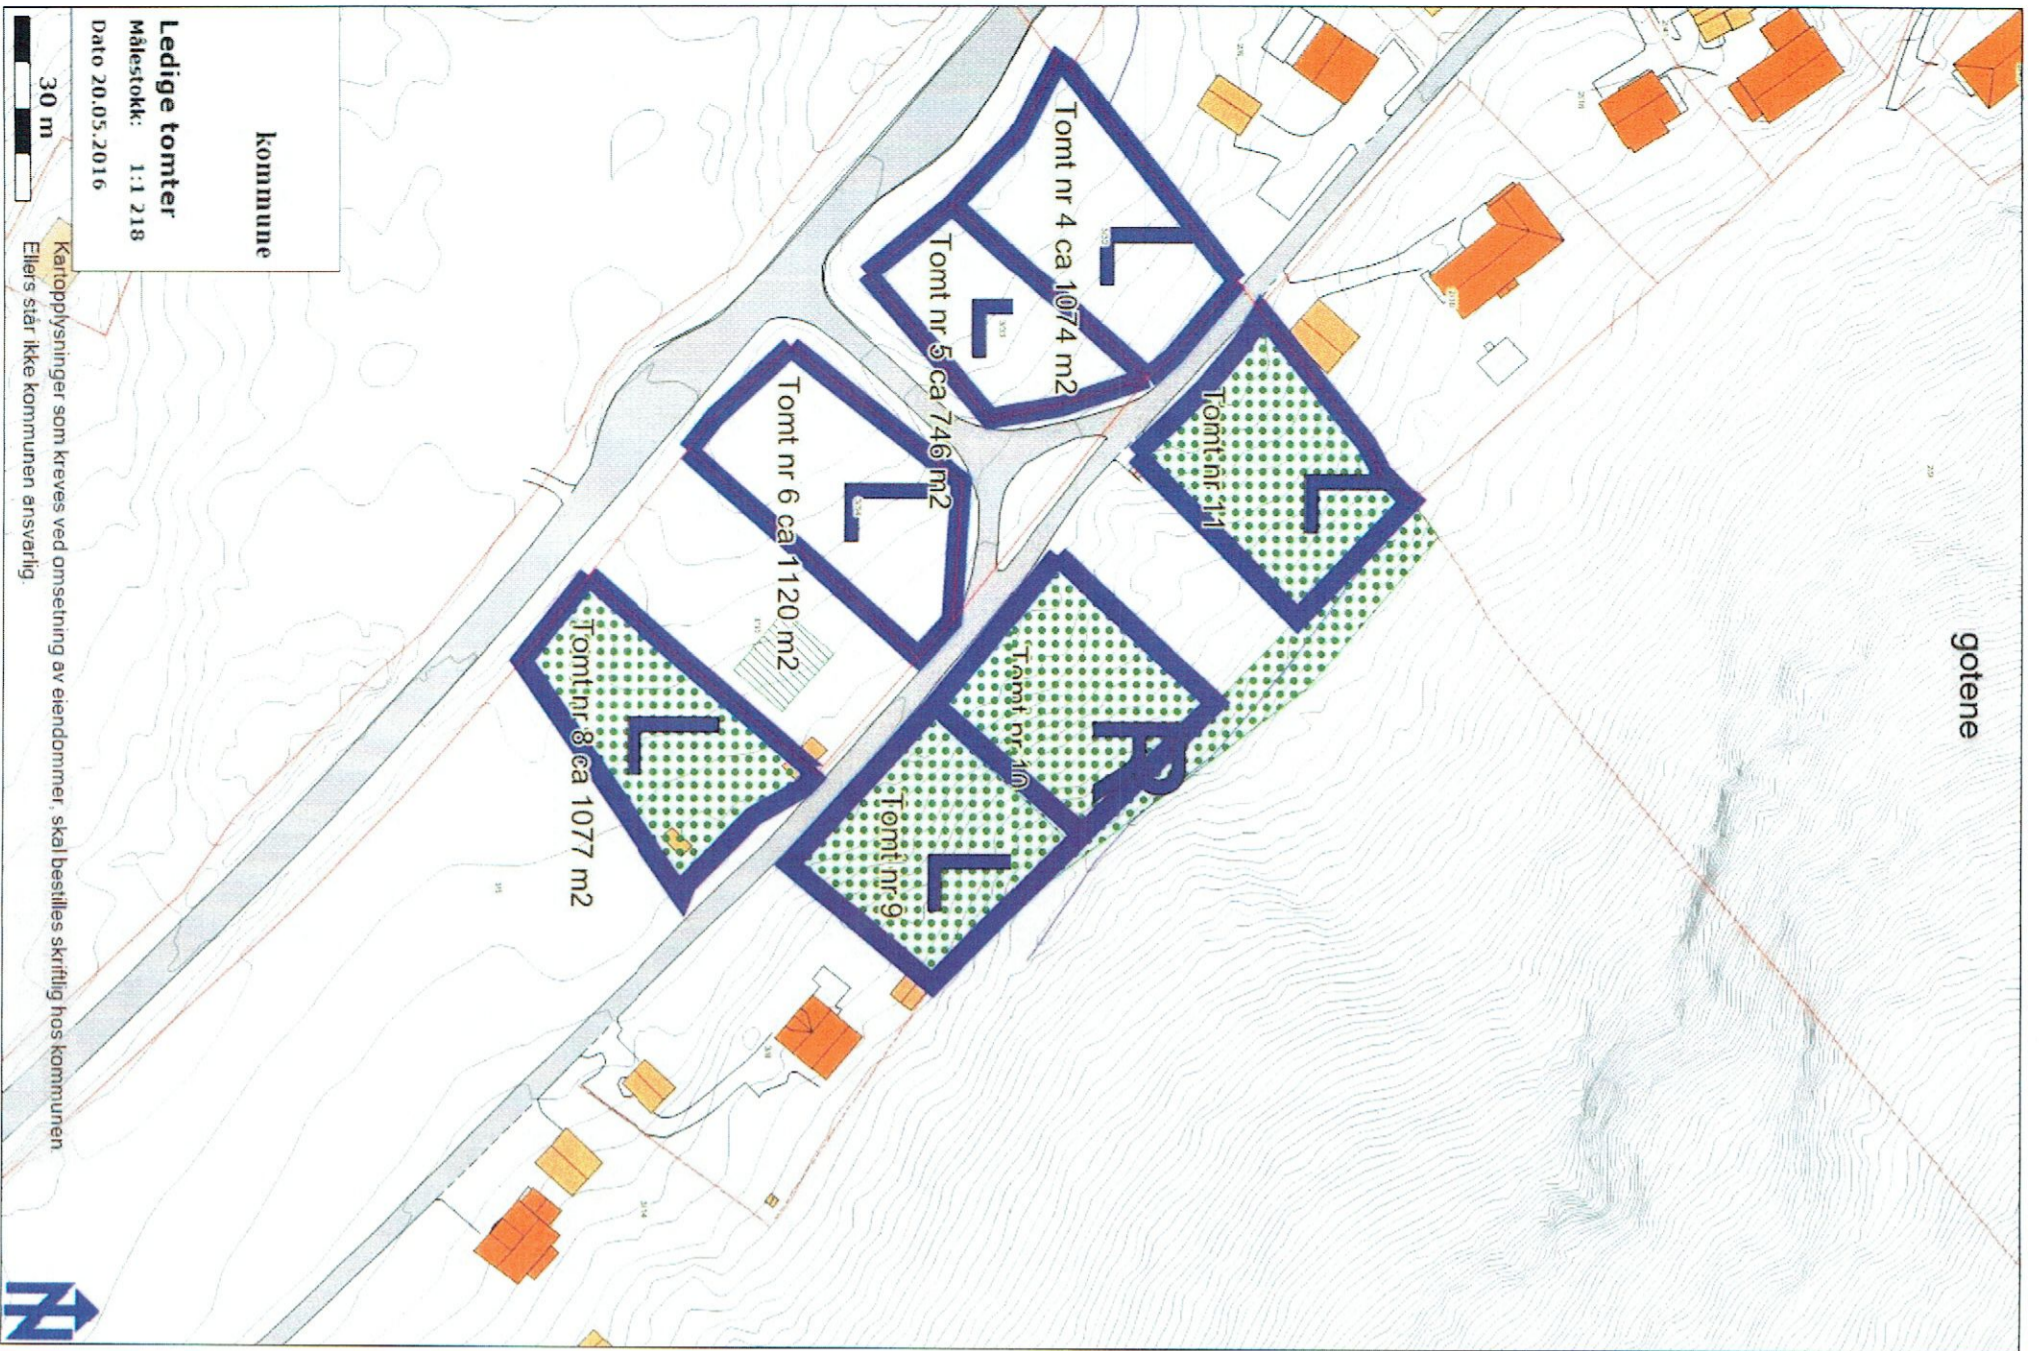 gotene
Tomt nr 4 ca 1074 m2
L
Tomt nr 5 ca 746 m2
L
Tomt nr 6 ca 1120 m2
L
Tomt nr 8 ca 1077 m2
L
Tomt nr 9
L
Tomt nr 10
R
Tomt nr 11
L
kommune
Ledige tomter
Målestokk: 1:1 218
Dato 20.05.2016
30 m
Kartopplysninger som kreves ved omsetning av eiendommer, skal bestilles skriftlig hos kommunen.
Ellers står ikke kommunen ansvarlig.
N